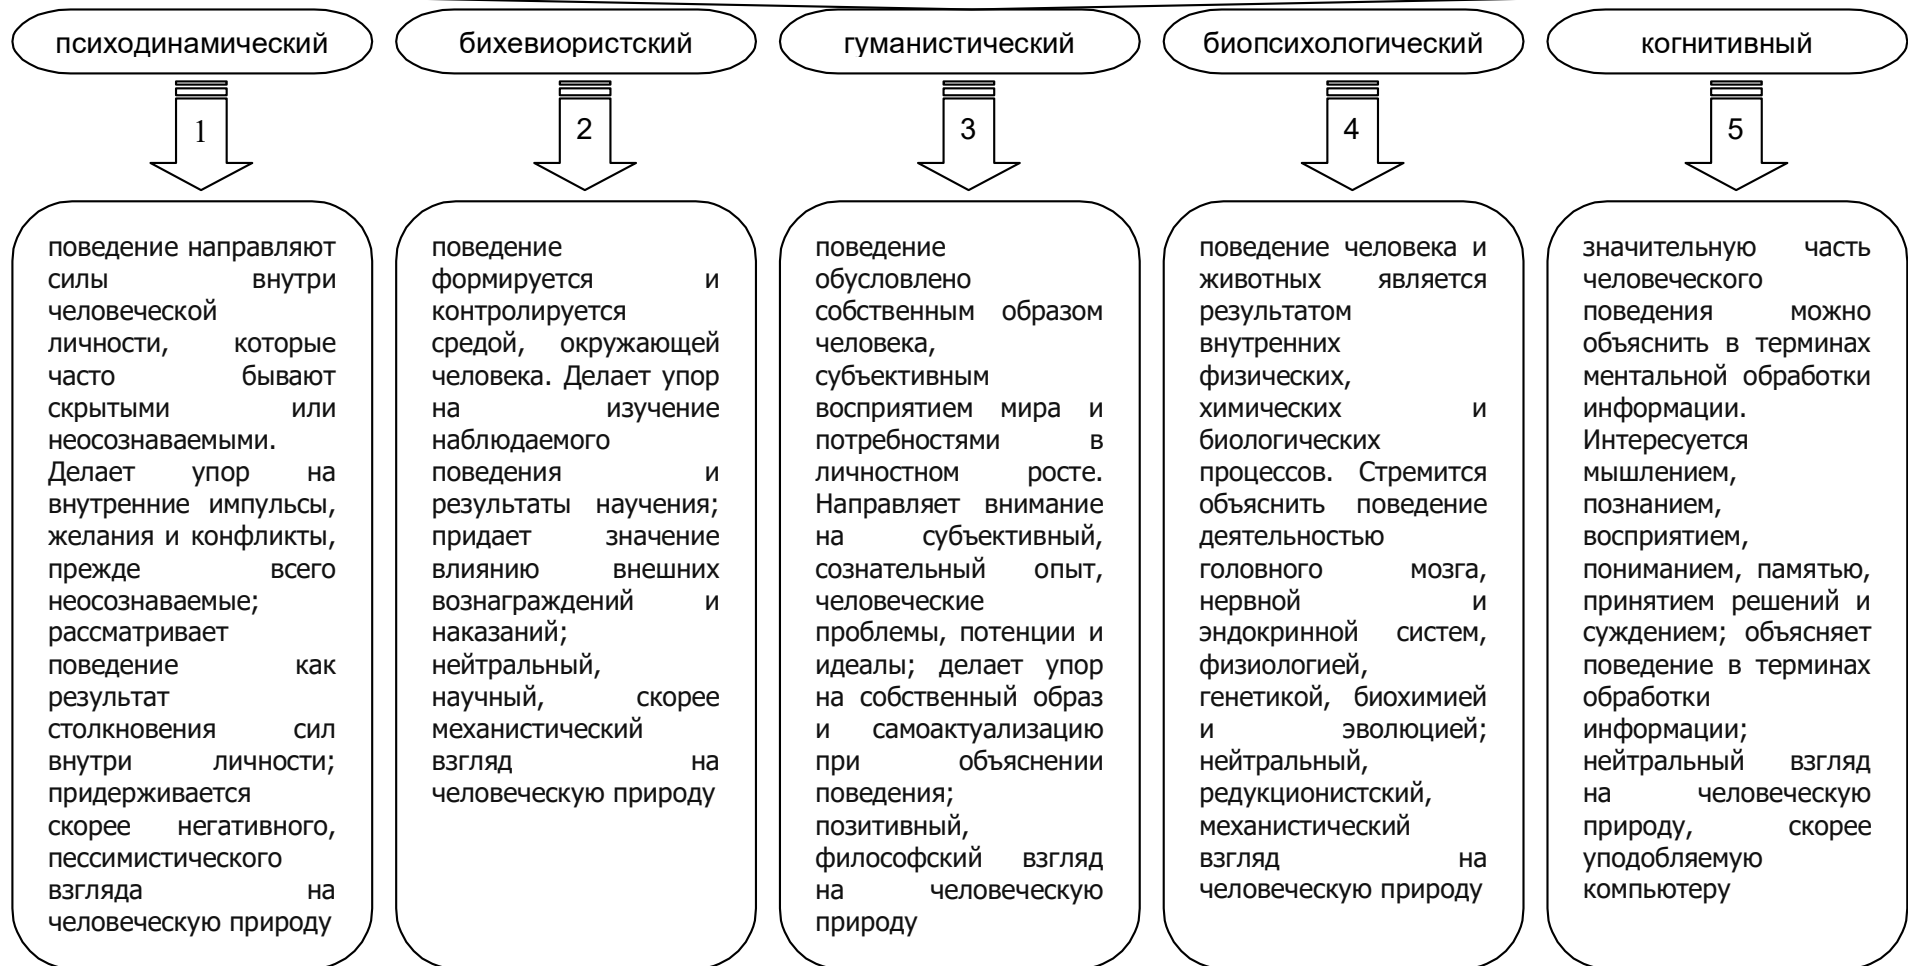 психодинамический
бихевиористский
гуманистический
биопсихологический
когнитивный
1
2
3
4
5
поведение направляют
силы внутри
человеческой
личности, которые
часто бывают
скрытыми или
неосознаваемыми.
Делает упор на
внутренние импульсы,
желания и конфликты,
прежде всего
неосознаваемые;
рассматривает
поведение как
результат
столкновения сил
внутри личности;
придерживается
скорее негативного,
пессимистического
взгляда на
человеческую природу
поведение
формируется и
контролируется
средой, окружающей
человека. Делает упор
на изучение
наблюдаемого
поведения и
результаты научения;
придает значение
влиянию внешних
вознаграждений и
наказаний;
нейтральный,
научный, скорее
механистический
взгляд на
человеческую природу
поведение
обусловлено
собственным образом
человека,
субъективным
восприятием мира и
потребностями в
личностном росте.
Направляет внимание
на субъективный,
сознательный опыт,
человеческие
проблемы, потенции и
идеалы; делает упор
на собственный образ
и самоактуализацию
при объяснении
поведения;
позитивный,
философский взгляд
на человеческую
природу
поведение человека и
животных является
результатом
внутренних
физических,
химических и
биологических
процессов. Стремится
объяснить поведение
деятельностью
головного мозга,
нервной и
эндокринной систем,
физиологией,
генетикой, биохимией
и эволюцией;
нейтральный,
редукционистский,
механистический
взгляд на
человеческую природу
значительную часть
человеческого
поведения можно
объяснить в терминах
ментальной обработки
информации.
Интересуется
мышлением,
познанием,
восприятием,
пониманием, памятью,
принятием решений и
суждением; объясняет
поведение в терминах
обработки
информации;
нейтральный взгляд
на человеческую
природу, скорее
уподобляемую
компьютеру